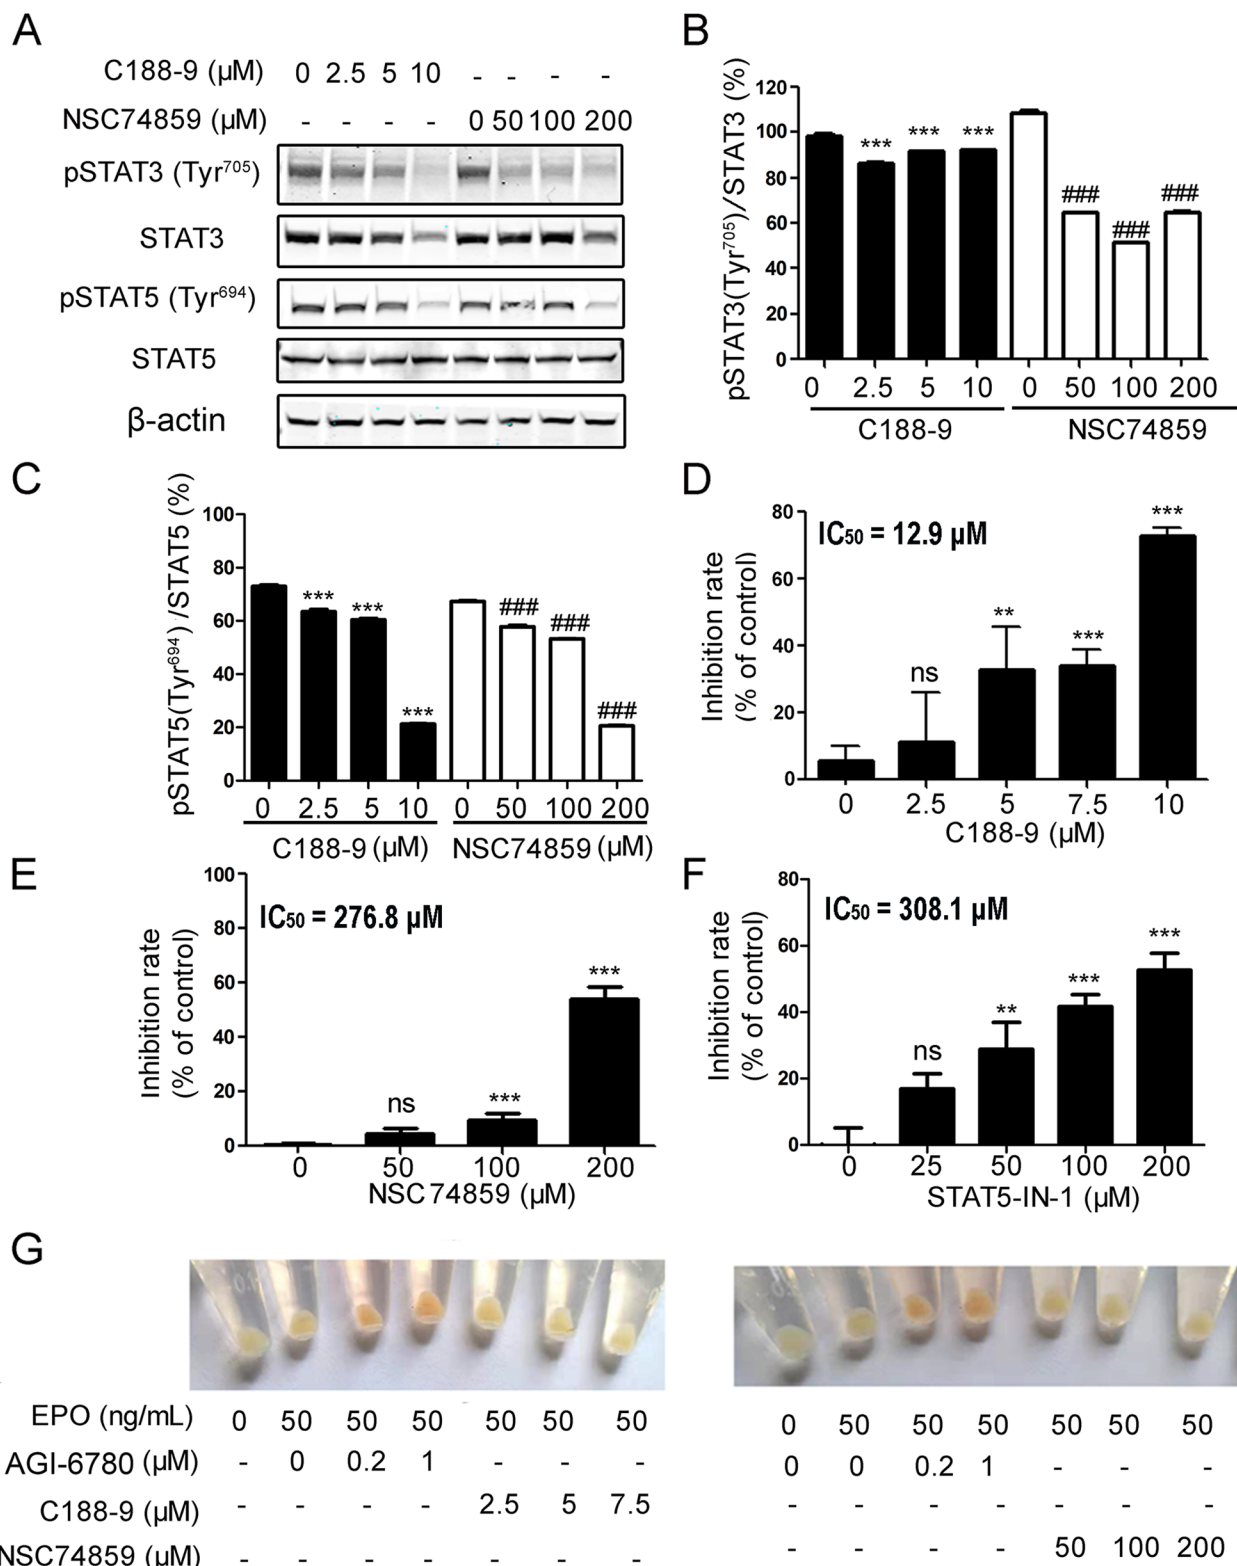 A
C188-9 (µM) 0 2.5 5 10 - - - -
NSC74859 (µM) - - - - 0 50 100 200
pSTAT3 (Tyr705)
STAT3
pSTAT5 (Tyr694)
STAT5
β-actin
B
pSTAT3(Tyr705)/STAT3 (%)
120
100
80
60
40
20
0
*** *** ***
### ### ###
0 2.5 5 10 0 50 100 200
C188-9 NSC74859
C
pSTAT5(Tyr694) /STAT5 (%)
100
80
60
40
20
0
*** *** ***
### ### ###
0 2.5 5 10 0 50 100 200
C188-9 (µM) NSC74859 (µM)
D
IC50 = 12.9 µM
Inhibition rate
(% of control)
80
60
40
20
0
ns ** *** ***
0 2.5 5 7.5 10
C188-9 (µM)
E
IC50 = 276.8 µM
Inhibition rate
(% of control)
100
80
60
40
20
0
ns *** ***
0 50 100 200
NSC74859 (µM)
F
IC50 = 308.1 µM
Inhibition rate
(% of control)
80
60
40
20
0
ns ** *** ***
0 25 50 100 200
STAT5-IN-1 (µM)
G
EPO (ng/mL) 0 50 50 50 50 50 50 0 50 50 50 50 50 50
AGI-6780 (µM) - 0 0.2 1 - - - 0 0 0.2 1 - - -
C188-9 (µM) - - - - 2.5 5 7.5 - - - - - - -
NSC74859 (µM) - - - - - - - - - - - 50 100 200